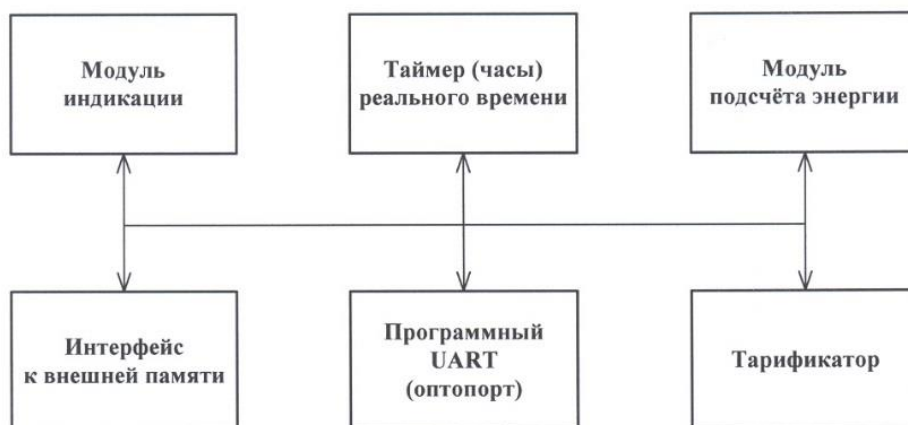 Модуль
индикации
Таймер (часы)
реального времени
Модуль
подсчёта энергии
Интерфейс
к внешней памяти
Программный
UART
(оптопорт)
Тарификатор